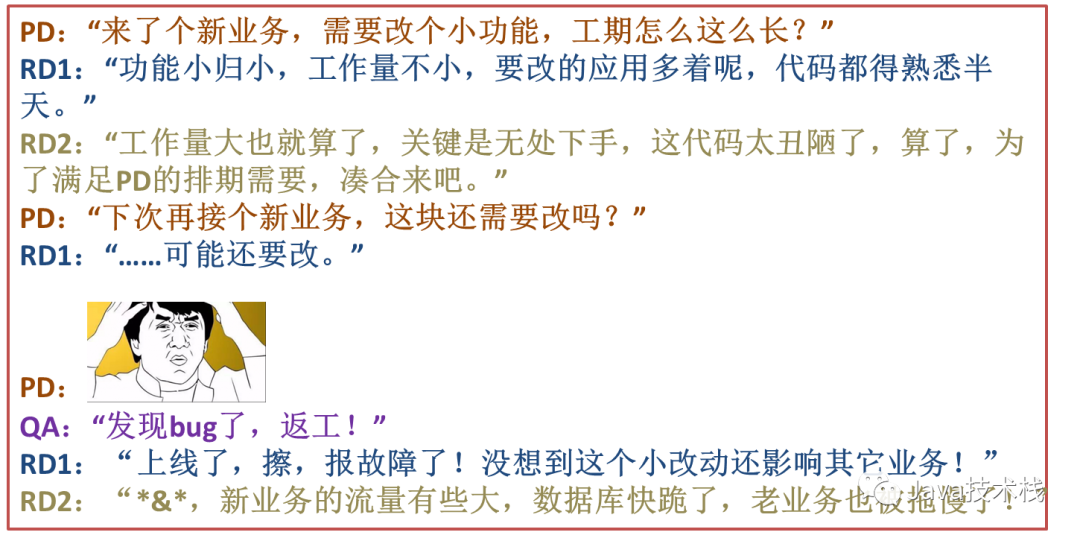 PD：“来了个新业务，需要改个小功能，工期怎么这么长？”
RD1：“功能小归小，工作量不小，要改的应用多着呢，代码都得熟悉半
天。”
RD2：“工作量大也就算了，关键是无处下手，这代码太丑陋了，算了，为
了满足PD的排期需要，凑合来吧。”
PD：“下次再接个新业务，这块还需要改吗？”
RD1：“……可能还要改。”
PD：
QA：“发现bug了，返工！”
RD1：“上线了，擦，报故障了！没想到这个小改动还影响其它业务！”
RD2：“*&*，新业务的流量有些大，数据库快跪了，老业务也被拖慢了！
Java技术栈